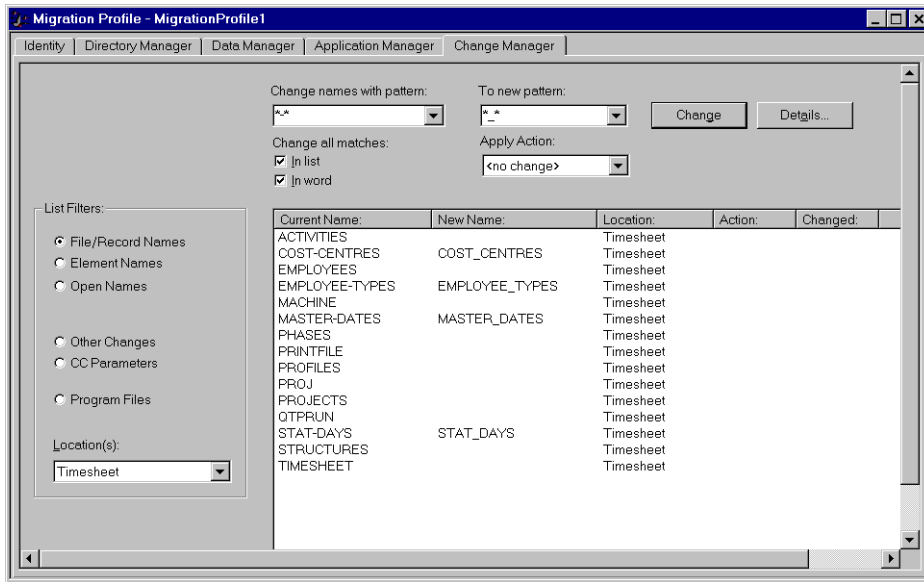 Migration Profile - MigrationProfile1
Identity Directory Manager Data Manager Application Manager Change Manager
Change names with pattern: To new pattern:
*-* *_* Change Details...
Change all matches: Apply Action:
In list <no change>
In word
List Filters:
File/Record Names
Element Names
Open Names
Other Changes
CC Parameters
Program Files
Location(s):
Timesheet
Current Name: New Name: Location: Action: Changed:
ACTIVITIES Timesheet
COST-CENTRES COST_CENTRES Timesheet
EMPLOYEES Timesheet
EMPLOYEE-TYPES EMPLOYEE_TYPES Timesheet
MACHINE Timesheet
MASTER-DATES MASTER_DATES Timesheet
PHASES Timesheet
PRINTFILE Timesheet
PROFILES Timesheet
PROJ Timesheet
PROJECTS Timesheet
QTPRUN Timesheet
STAT-DAYS STAT_DAYS Timesheet
STRUCTURES Timesheet
TIMESHEET Timesheet